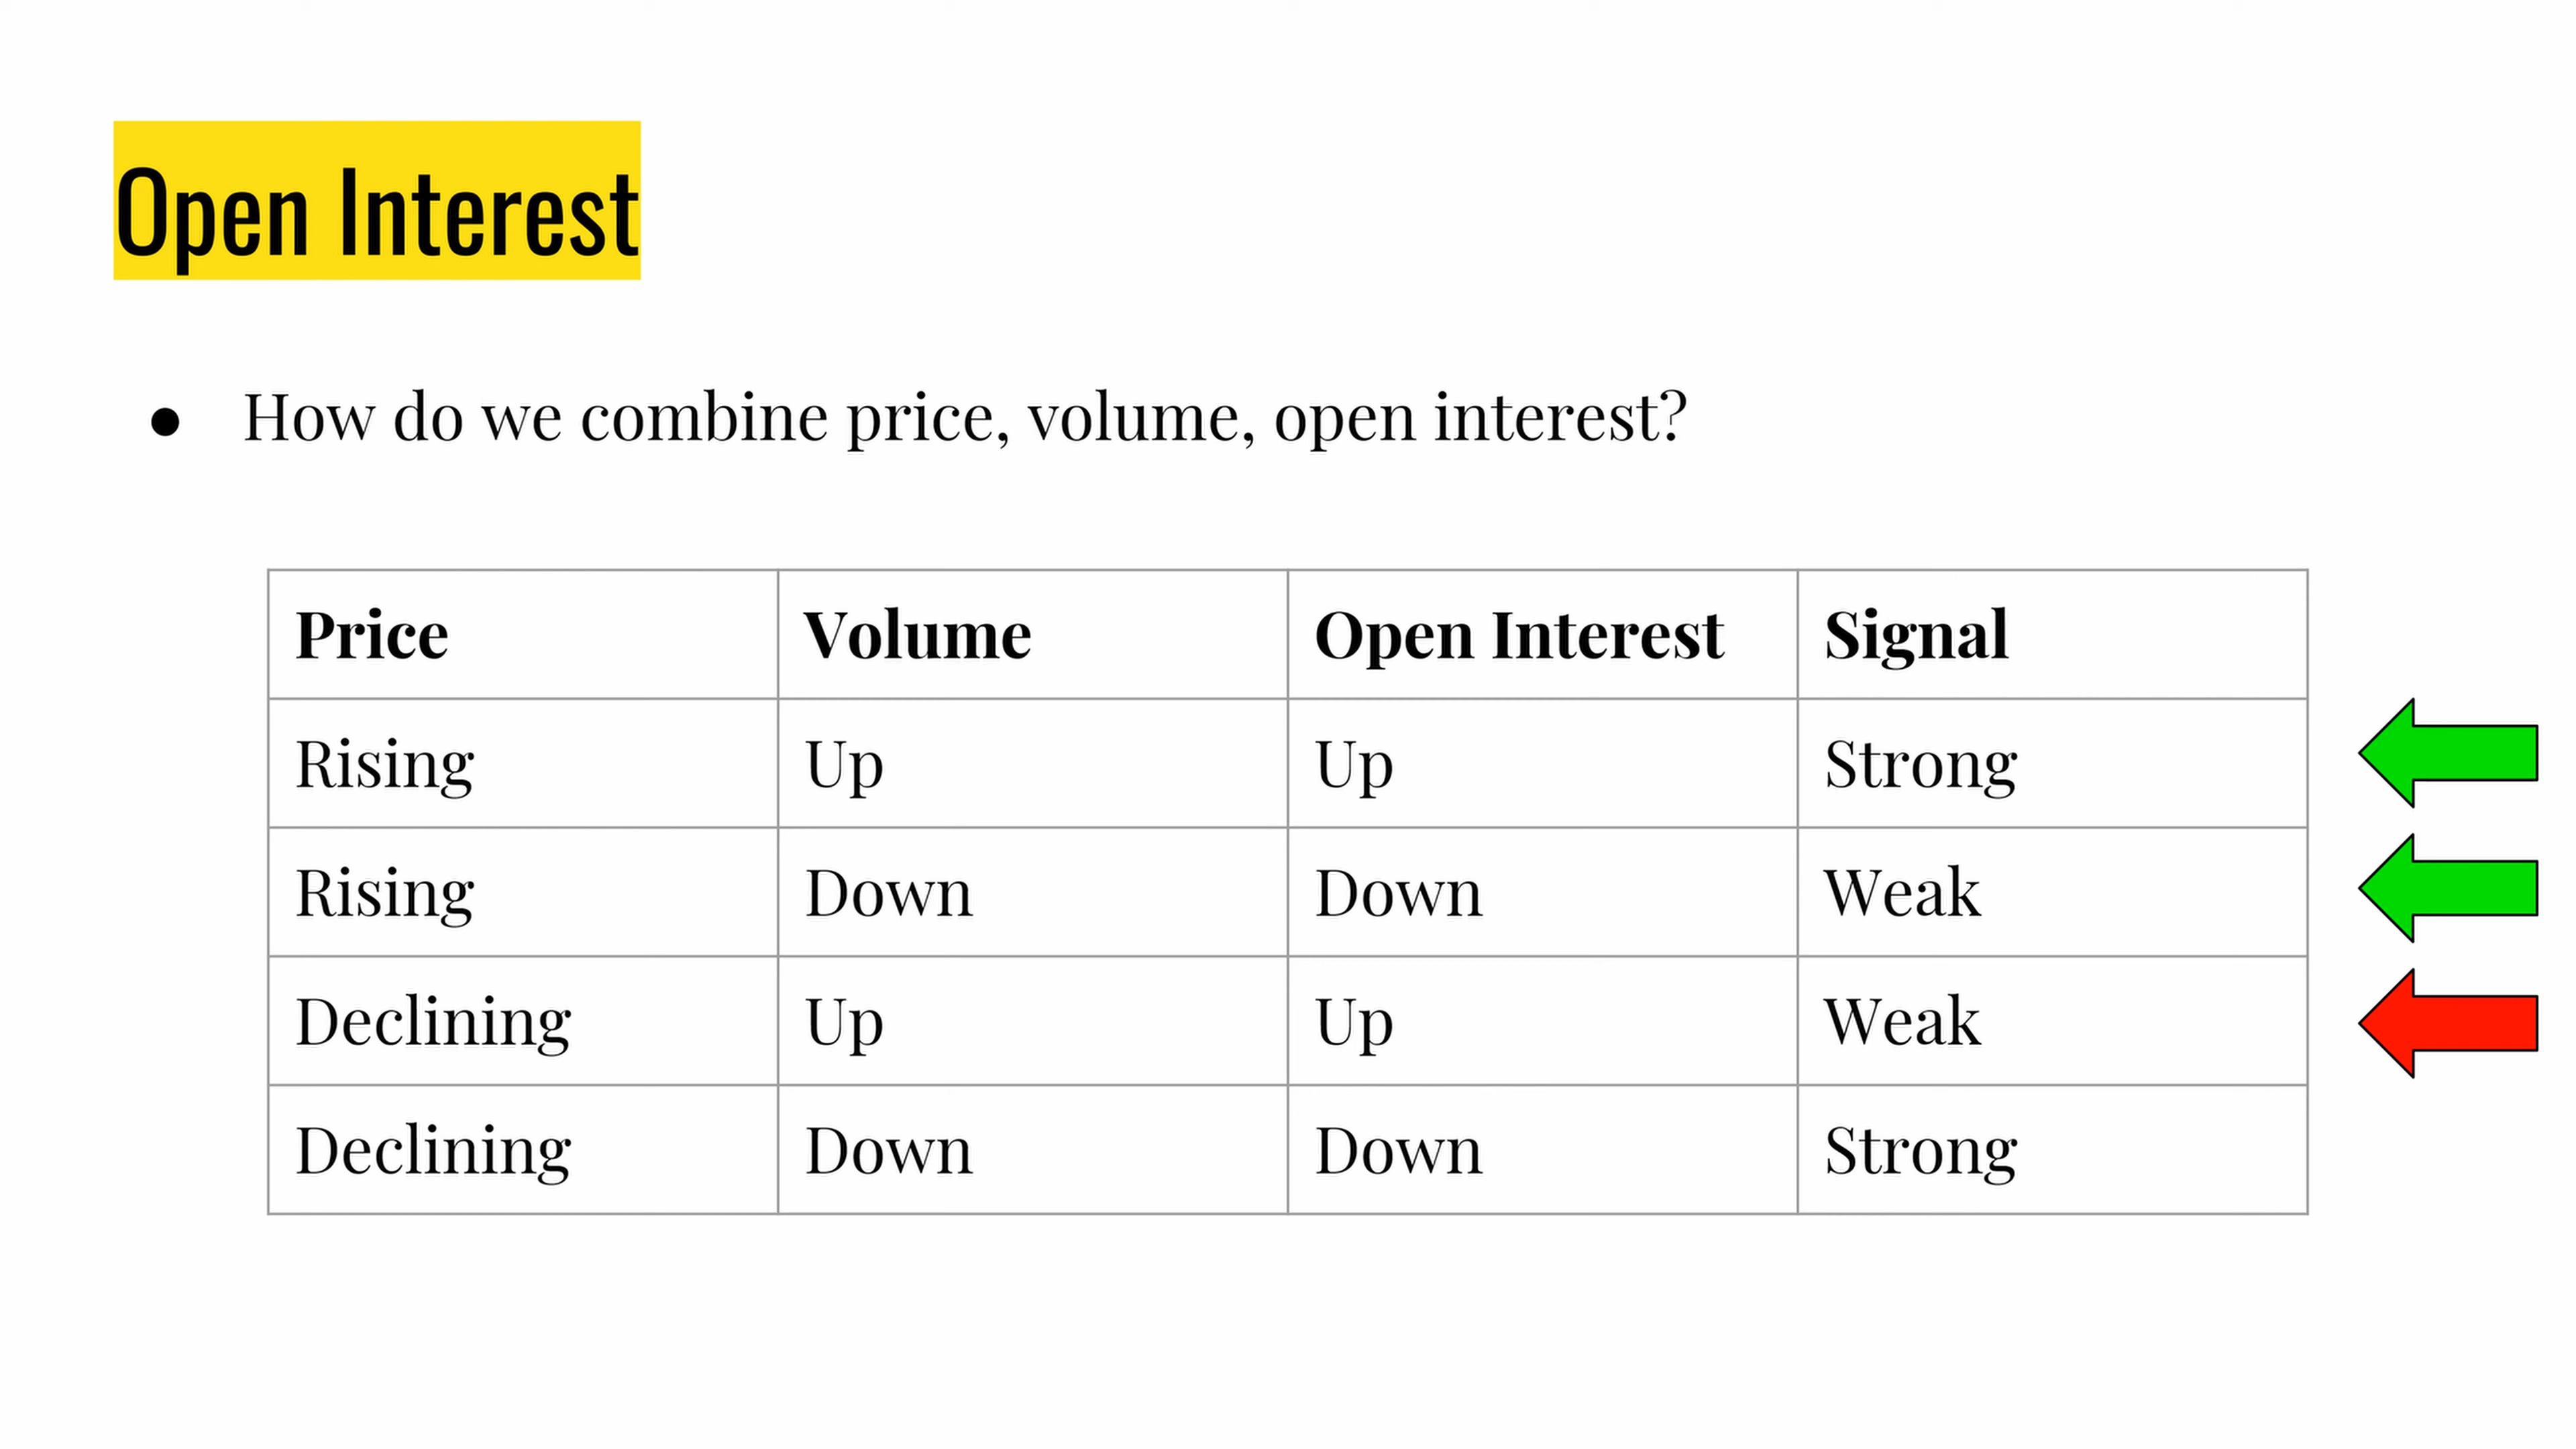 Open Interest
● How do we combine price, volume, open interest?
Price Volume Open Interest Signal
Rising Up Up Strong
Rising Down Down Weak
Declining Up Up Weak
Declining Down Down Strong